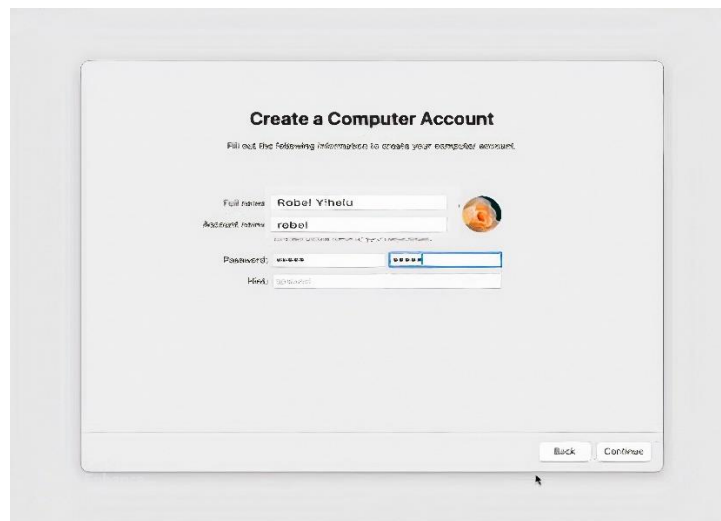 Create a Computer Account
Fill out the following information to create your computer account.
Full name: Robel Yihelu
Account name: robel
Password:
Hint:
Back Continue